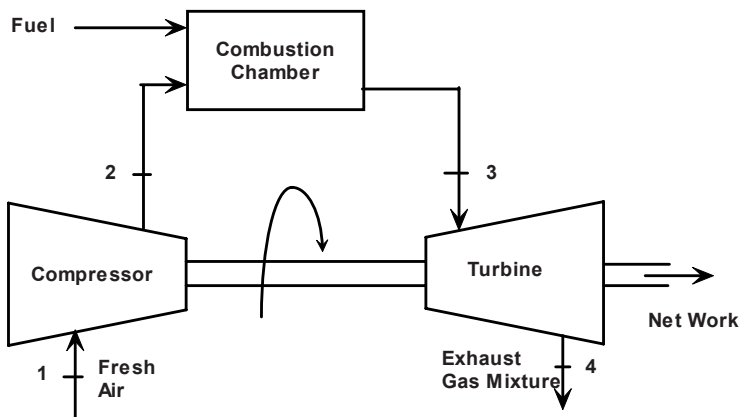 Fuel
Combustion
Chamber
2
3
Compressor
Turbine
Net Work
1
Fresh
Air
Exhaust
Gas Mixture
4